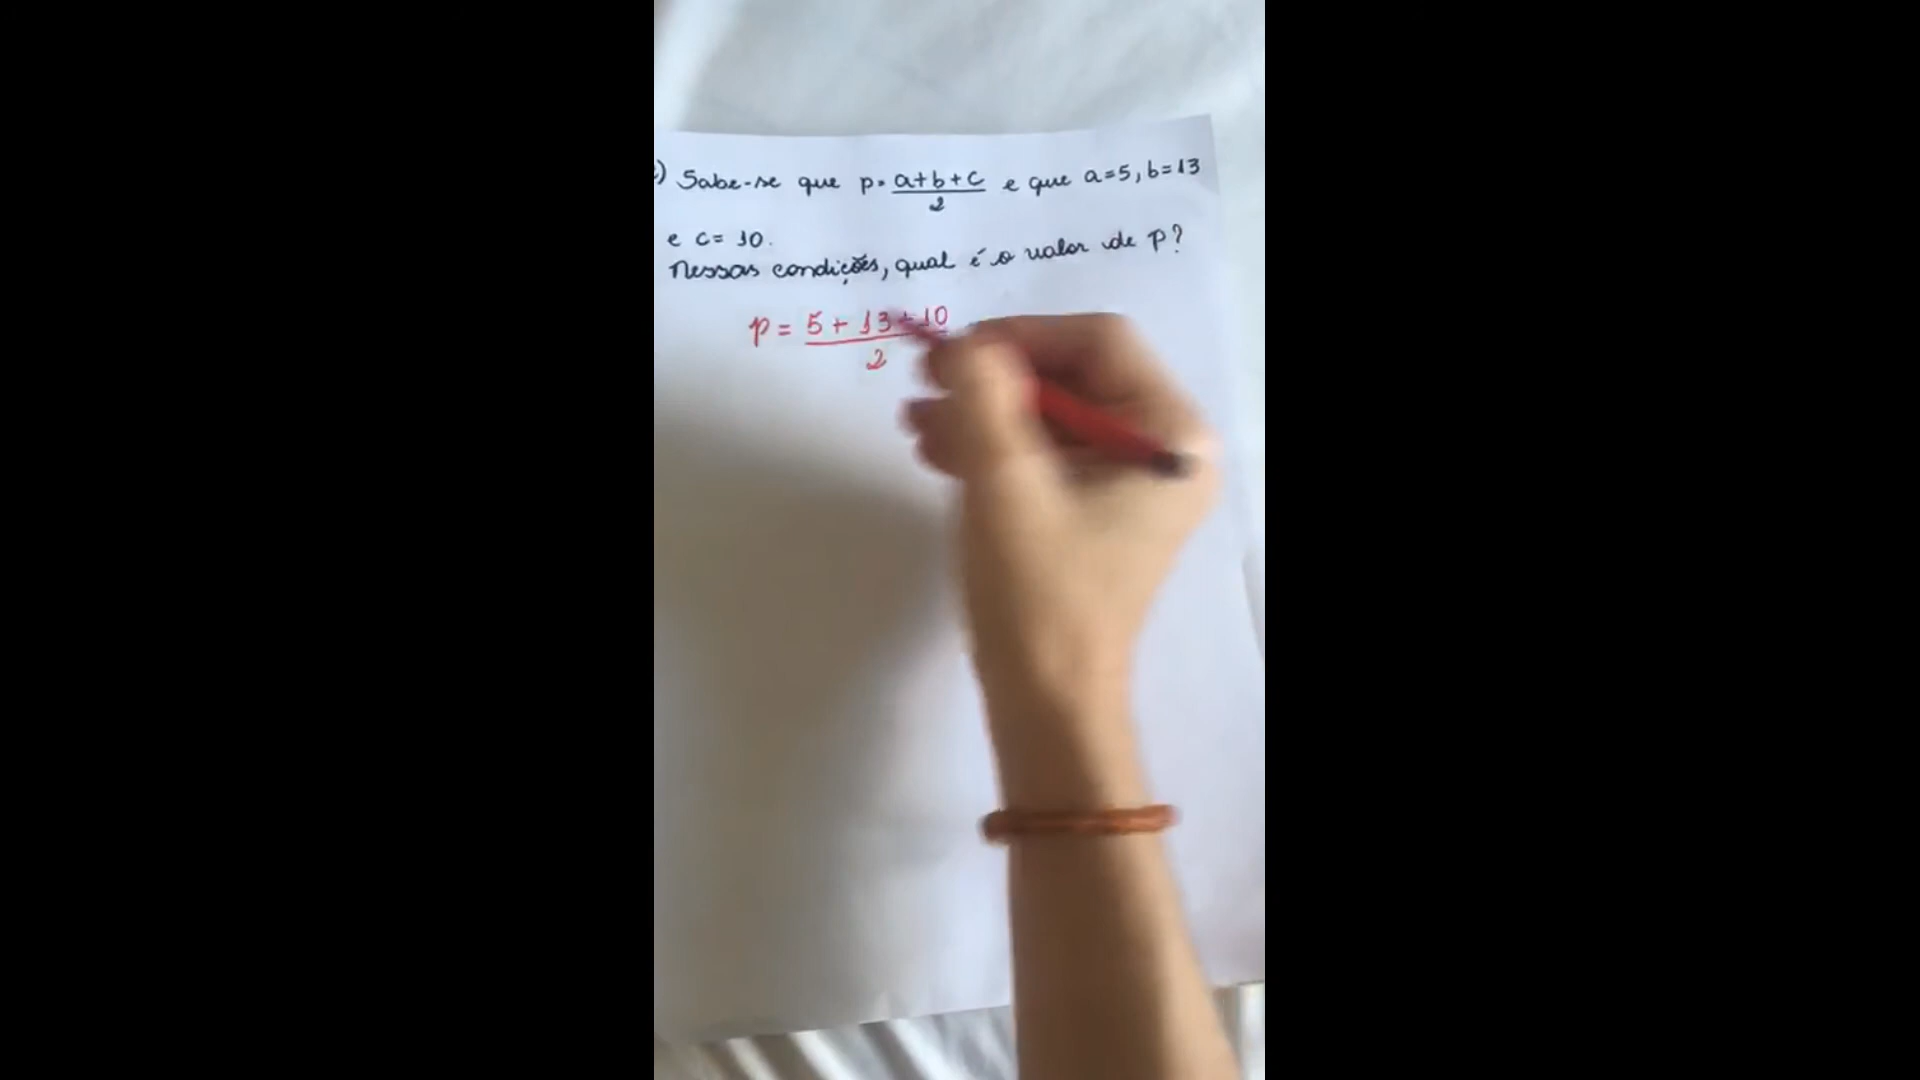 ) Sabe-se que p = a+b+c/2 e que a=5, b=13
e c= 10.
Nessas condições, qual é o valor de p?
p = 5 + 13 + 10/2